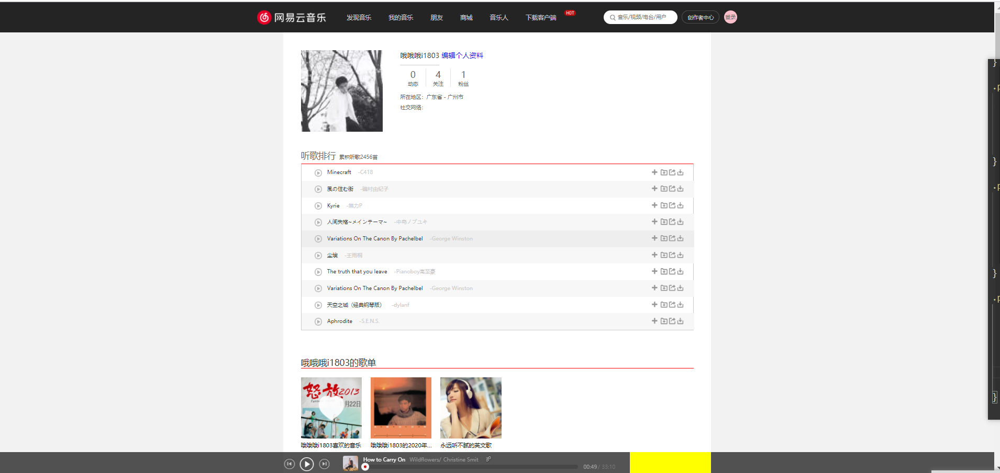 网易云音乐 发现音乐 我的音乐 朋友 商城 音乐人 下载客户端 HOT 音乐/视频/电台/用户 创作者中心 登录
哦哦哦i1803 编辑个人资料
0 4 1
动态 关注 粉丝
所在地区：广东省 - 广州市
社交网络：
听歌排行 累积听歌2456首
Minecraft -C418
風の住む街 -磯村由紀子
Kyrie -無力P
人间失格~メインテーマ~ -中島ノブユキ
Variations On The Canon By Pachelbel -George Winston
尘埃 -王雨桐
The truth that you leave -Pianoboy高至豪
Variations On The Canon By Pachelbel -George Winston
天空之城（经典钢琴版） -dylanf
Aphrodite -S.E.N.S.
哦哦哦i1803的歌单
怒放2013
月22日
哦哦哦i1803喜欢的音乐 哦哦哦i1803的2020年... 永远听不腻的英文歌
How to Carry On Wildflowers/ Christine Smit
00:49 / 33:10
}
.p
}
.p
}
.p
}